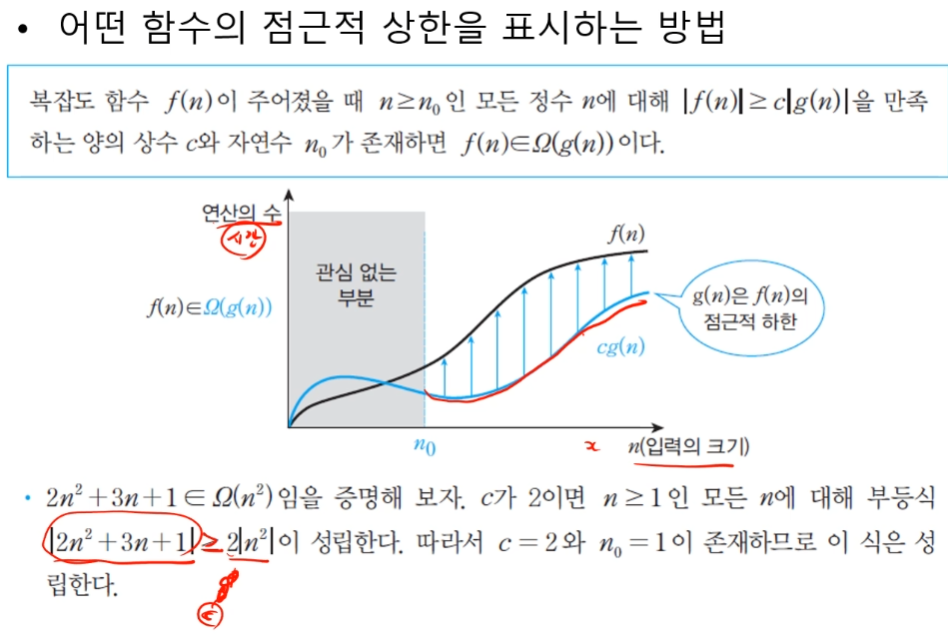 • 어떤 함수의 점근적 상한을 표시하는 방법
복잡도 함수 f(n)이 주어졌을 때 n≥n₀인 모든 정수 n에 대해 |f(n)|≥c|g(n)|을 만족
하는 양의 상수 c와 자연수 n₀가 존재하면 f(n)∈Ω(g(n))이다.
연산의 수
시간
f(n)
관심 없는
부분
g(n)은 f(n)의
점근적 하한
f(n)∈Ω(g(n))
cg(n)
n₀
x
n(입력의 크기)
• 2n²+3n+1∈Ω(n²)임을 증명해 보자. c가 2이면 n≥1인 모든 n에 대해 부등식
|2n²+3n+1|≥2|n²|이 성립한다. 따라서 c=2와 n₀=1이 존재하므로 이 식은 성
립한다.
c